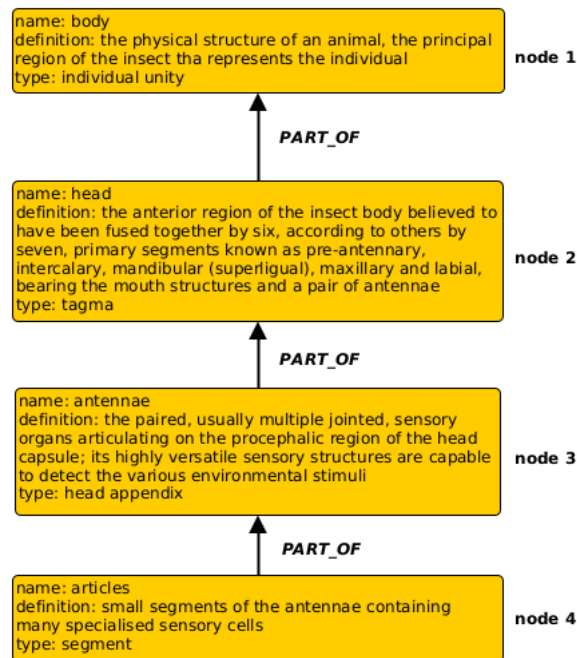 name: body
definition: the physical structure of an animal, the principal
region of the insect tha represents the individual
type: individual unity
node 1
PART_OF
name: head
definition: the anterior region of the insect body believed to
have been fused together by six, according to others by
seven, primary segments known as pre-antennary,
intercalary, mandibular (superligual), maxillary and labial,
bearing the mouth structures and a pair of antennae
type: tagma
node 2
PART_OF
name: antennae
definition: the paired, usually multiple jointed, sensory
organs articulating on the procephalic region of the head
capsule; its highly versatile sensory structures are capable
to detect the various environmental stimuli
type: head appendix
node 3
PART_OF
name: articles
definition: small segments of the antennae containing
many specialised sensory cells
type: segment
node 4